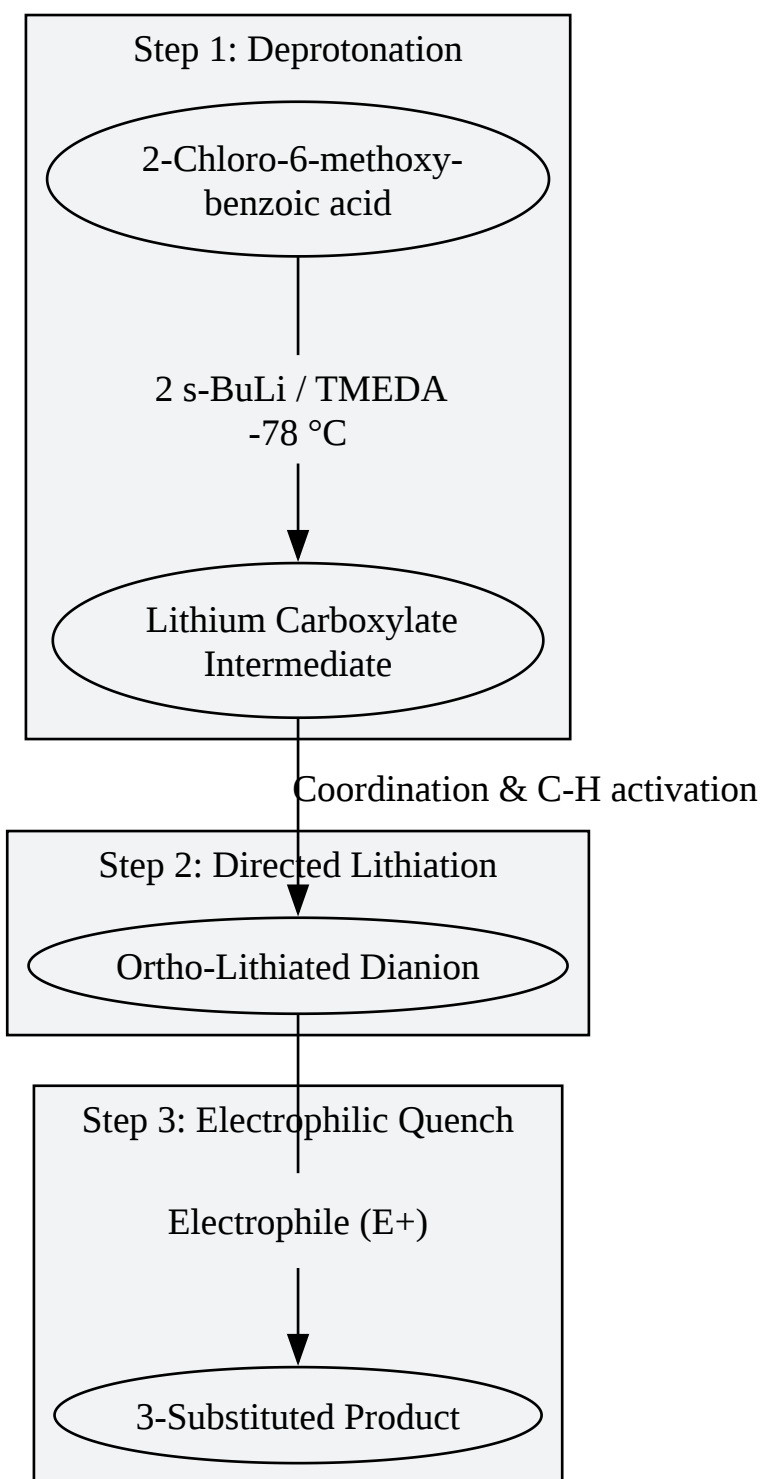 Step 1: Deprotonation
2-Chloro-6-methoxy-
benzoic acid
2 s-BuLi / TMEDA
-78 °C
Lithium Carboxylate
Intermediate
Coordination & C-H activation
Step 2: Directed Lithiation
Ortho-Lithiated Dianion
Step 3: Electrophilic Quench
Electrophile (E+)
3-Substituted Product